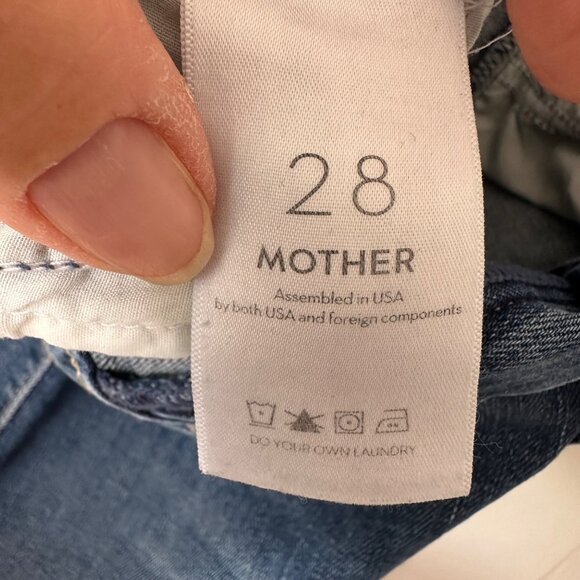 28
MOTHER
Assembled in USA
by both USA and foreign components
DO YOUR OWN LAUNDRY